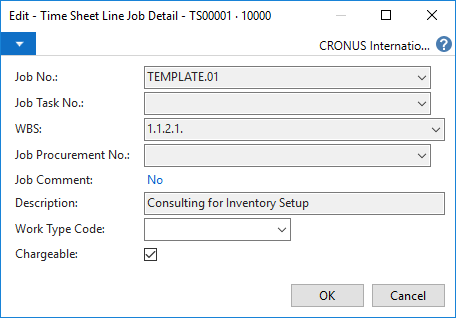 Edit - Time Sheet Line Job Detail - TS00001 · 10000
CRONUS Internatio... ?
Job No.: TEMPLATE.01
Job Task No.:
WBS: 1.1.2.1.
Job Procurement No.:
Job Comment: No
Description: Consulting for Inventory Setup
Work Type Code:
Chargeable:
OK Cancel